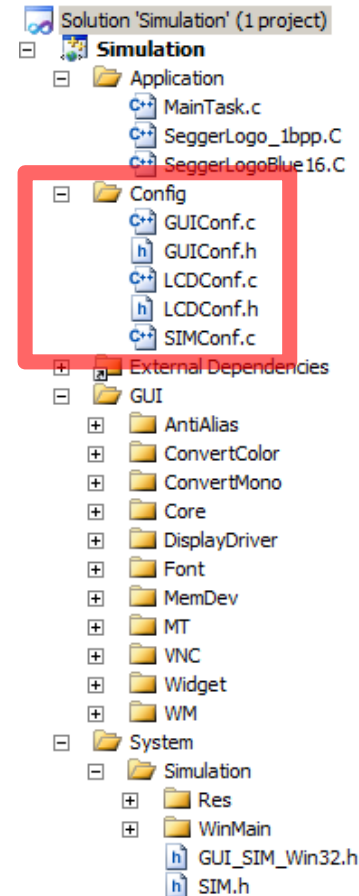 Solution 'Simulation' (1 project)
Simulation
Application
MainTask.c
SeggerLogo_1bpp.C
SeggerLogoBlue16.C
Config
GUIConf.c
GUIConf.h
LCDConf.c
LCDConf.h
SIMConf.c
External Dependencies
GUI
AntiAlias
ConvertColor
ConvertMono
Core
DisplayDriver
Font
MemDev
MT
VNC
Widget
WM
System
Simulation
Res
WinMain
GUI_SIM_Win32.h
SIM.h